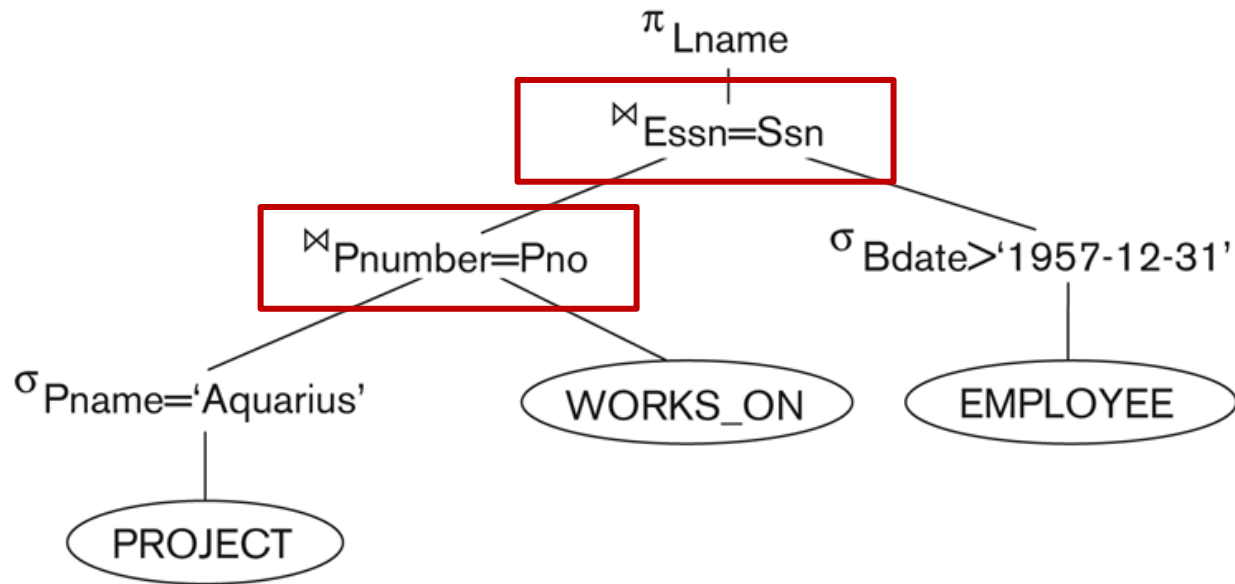 π Lname
⋈ Essn=Ssn
⋈ Pnumber=Pno
σ Bdate>‘1957-12-31’
σ Pname=‘Aquarius’
WORKS_ON
EMPLOYEE
PROJECT